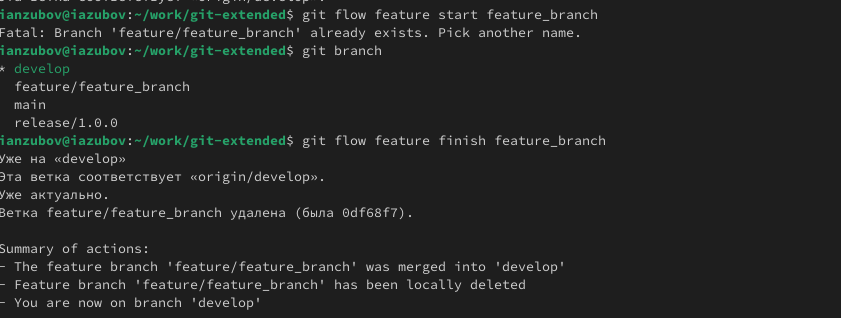 ianzubov@iazubov:~/work/git-extended$ git flow feature start feature_branch
Fatal: Branch 'feature/feature_branch' already exists. Pick another name.
ianzubov@iazubov:~/work/git-extended$ git branch
* develop
  feature/feature_branch
  main
  release/1.0.0
ianzubov@iazubov:~/work/git-extended$ git flow feature finish feature_branch
Уже на «develop»
Эта ветка соответствует «origin/develop».
Уже актуально.
Ветка feature/feature_branch удалена (была 0df68f7).

Summary of actions:
- The feature branch 'feature/feature_branch' was merged into 'develop'
- Feature branch 'feature/feature_branch' has been locally deleted
- You are now on branch 'develop'